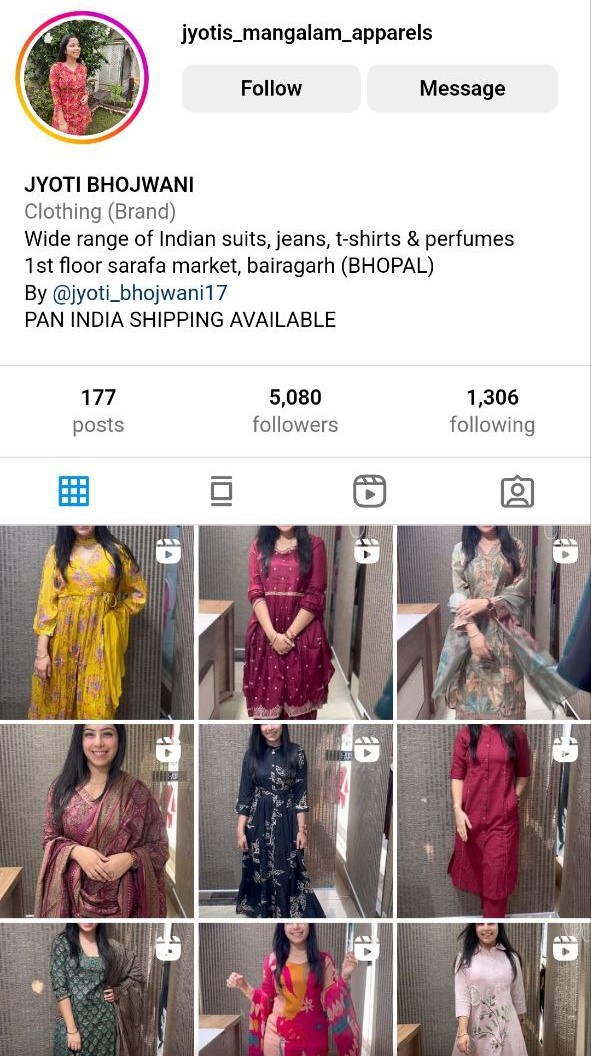 jyotis_mangalam_apparels
Follow Message
JYOTI BHOJWANI
Clothing (Brand)
Wide range of Indian suits, jeans, t-shirts & perfumes
1st floor sarafa market, bairagarh (BHOPAL)
By @jyoti_bhojwani17
PAN INDIA SHIPPING AVAILABLE
177 5,080 1,306
posts followers following